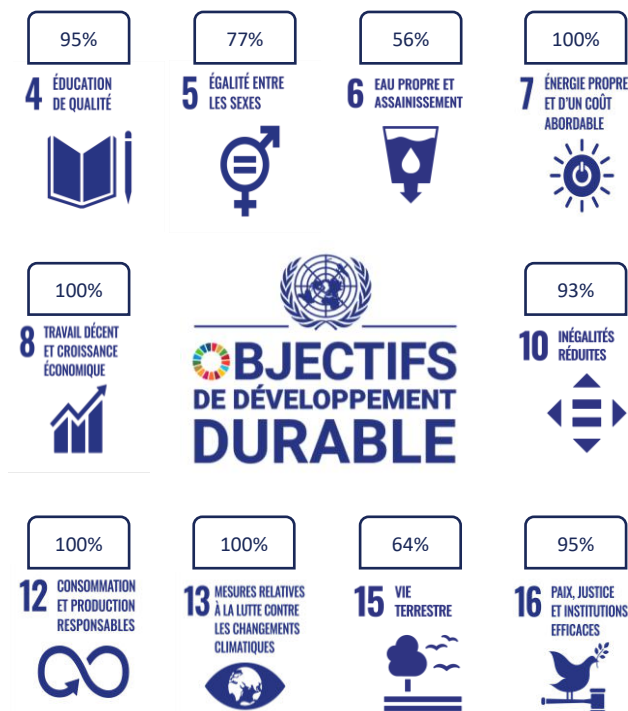 95%
4 ÉDUCATION
DE QUALITÉ
77%
5 ÉGALITÉ ENTRE
LES SEXES
56%
6 EAU PROPRE ET
ASSAINISSEMENT
100%
7 ÉNERGIE PROPRE
ET D'UN COÛT
ABORDABLE
100%
8 TRAVAIL DÉCENT
ET CROISSANCE
ÉCONOMIQUE
OBJECTIFS
DE DÉVELOPPEMENT
DURABLE
93%
10 INÉGALITÉS
RÉDUITES
100%
12 CONSOMMATION
ET PRODUCTION
RESPONSABLES
100%
13 MESURES RELATIVES
À LA LUTTE CONTRE
LES CHANGEMENTS
CLIMATIQUES
64%
15 VIE
TERRESTRE
95%
16 PAIX, JUSTICE
ET INSTITUTIONS
EFFICACES